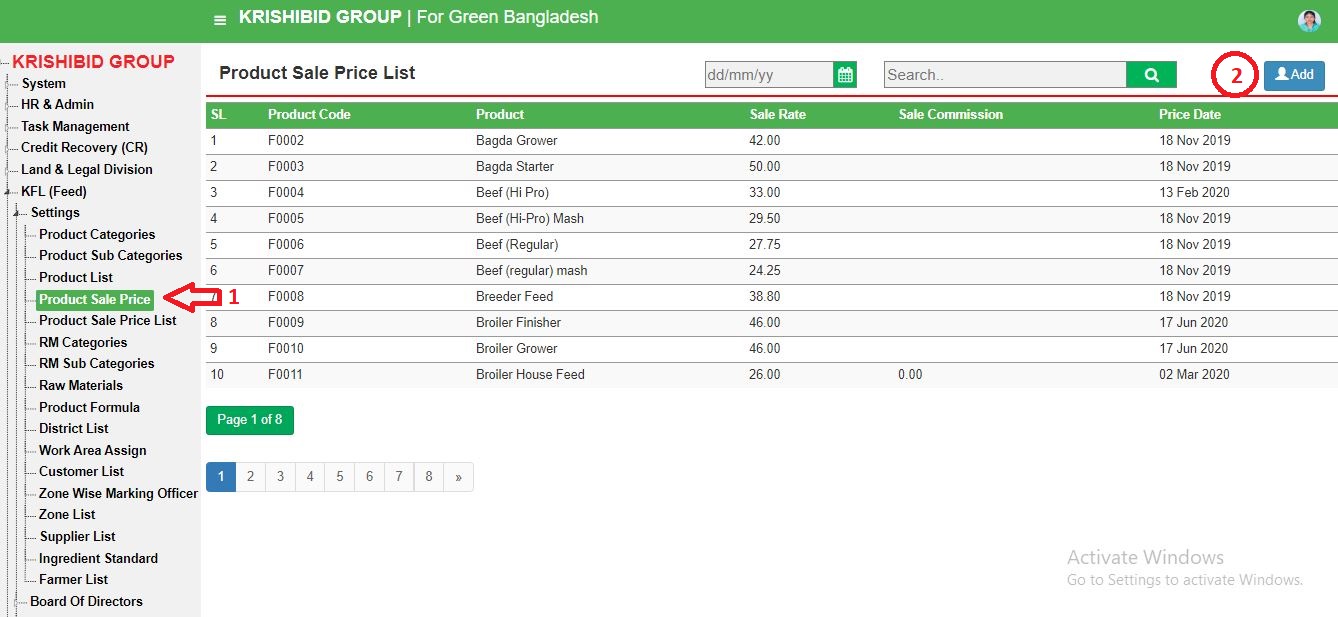 KRISHIBID GROUP | For Green Bangladesh
KRISHIBID GROUP
System
HR & Admin
Task Management
Credit Recovery (CR)
Land & Legal Division
KFL (Feed)
Settings
Product Categories
Product Sub Categories
Product List
Product Sale Price
1
Product Sale Price List
RM Categories
RM Sub Categories
Raw Materials
Product Formula
District List
Work Area Assign
Customer List
Zone Wise Marking Officer
Zone List
Supplier List
Ingredient Standard
Farmer List
Board Of Directors
Product Sale Price List dd/mm/yy Search.. 2 Add
SL Product Code Product Sale Rate Sale Commission Price Date
1 F0002 Bagda Grower 42.00 18 Nov 2019
2 F0003 Bagda Starter 50.00 18 Nov 2019
3 F0004 Beef (Hi Pro) 33.00 13 Feb 2020
4 F0005 Beef (Hi-Pro) Mash 29.50 18 Nov 2019
5 F0006 Beef (Regular) 27.75 18 Nov 2019
6 F0007 Beef (regular) mash 24.25 18 Nov 2019
7 F0008 Breeder Feed 38.80 18 Nov 2019
8 F0009 Broiler Finisher 46.00 17 Jun 2020
9 F0010 Broiler Grower 46.00 17 Jun 2020
10 F0011 Broiler House Feed 26.00 0.00 02 Mar 2020
Page 1 of 8
1 2 3 4 5 6 7 8 »
Activate Windows
Go to Settings to activate Windows.